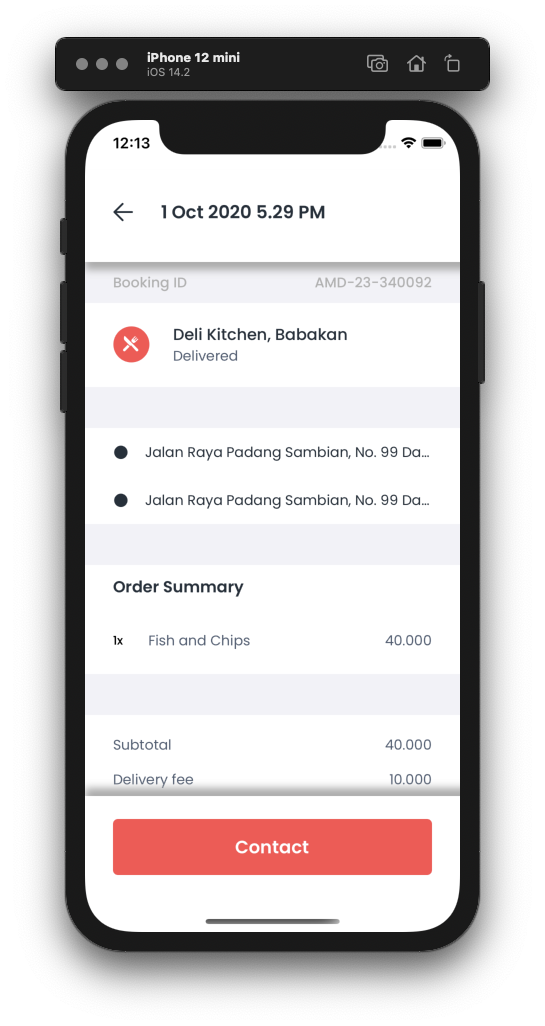 iPhone 12 mini
iOS 14.2
12:13
1 Oct 2020 5.29 PM
Booking ID AMD-23-340092
Deli Kitchen, Babakan
Delivered
Jalan Raya Padang Sambian, No. 99 Da...
Jalan Raya Padang Sambian, No. 99 Da...
Order Summary
1x Fish and Chips 40.000
Subtotal 40.000
Delivery fee 10.000
Contact